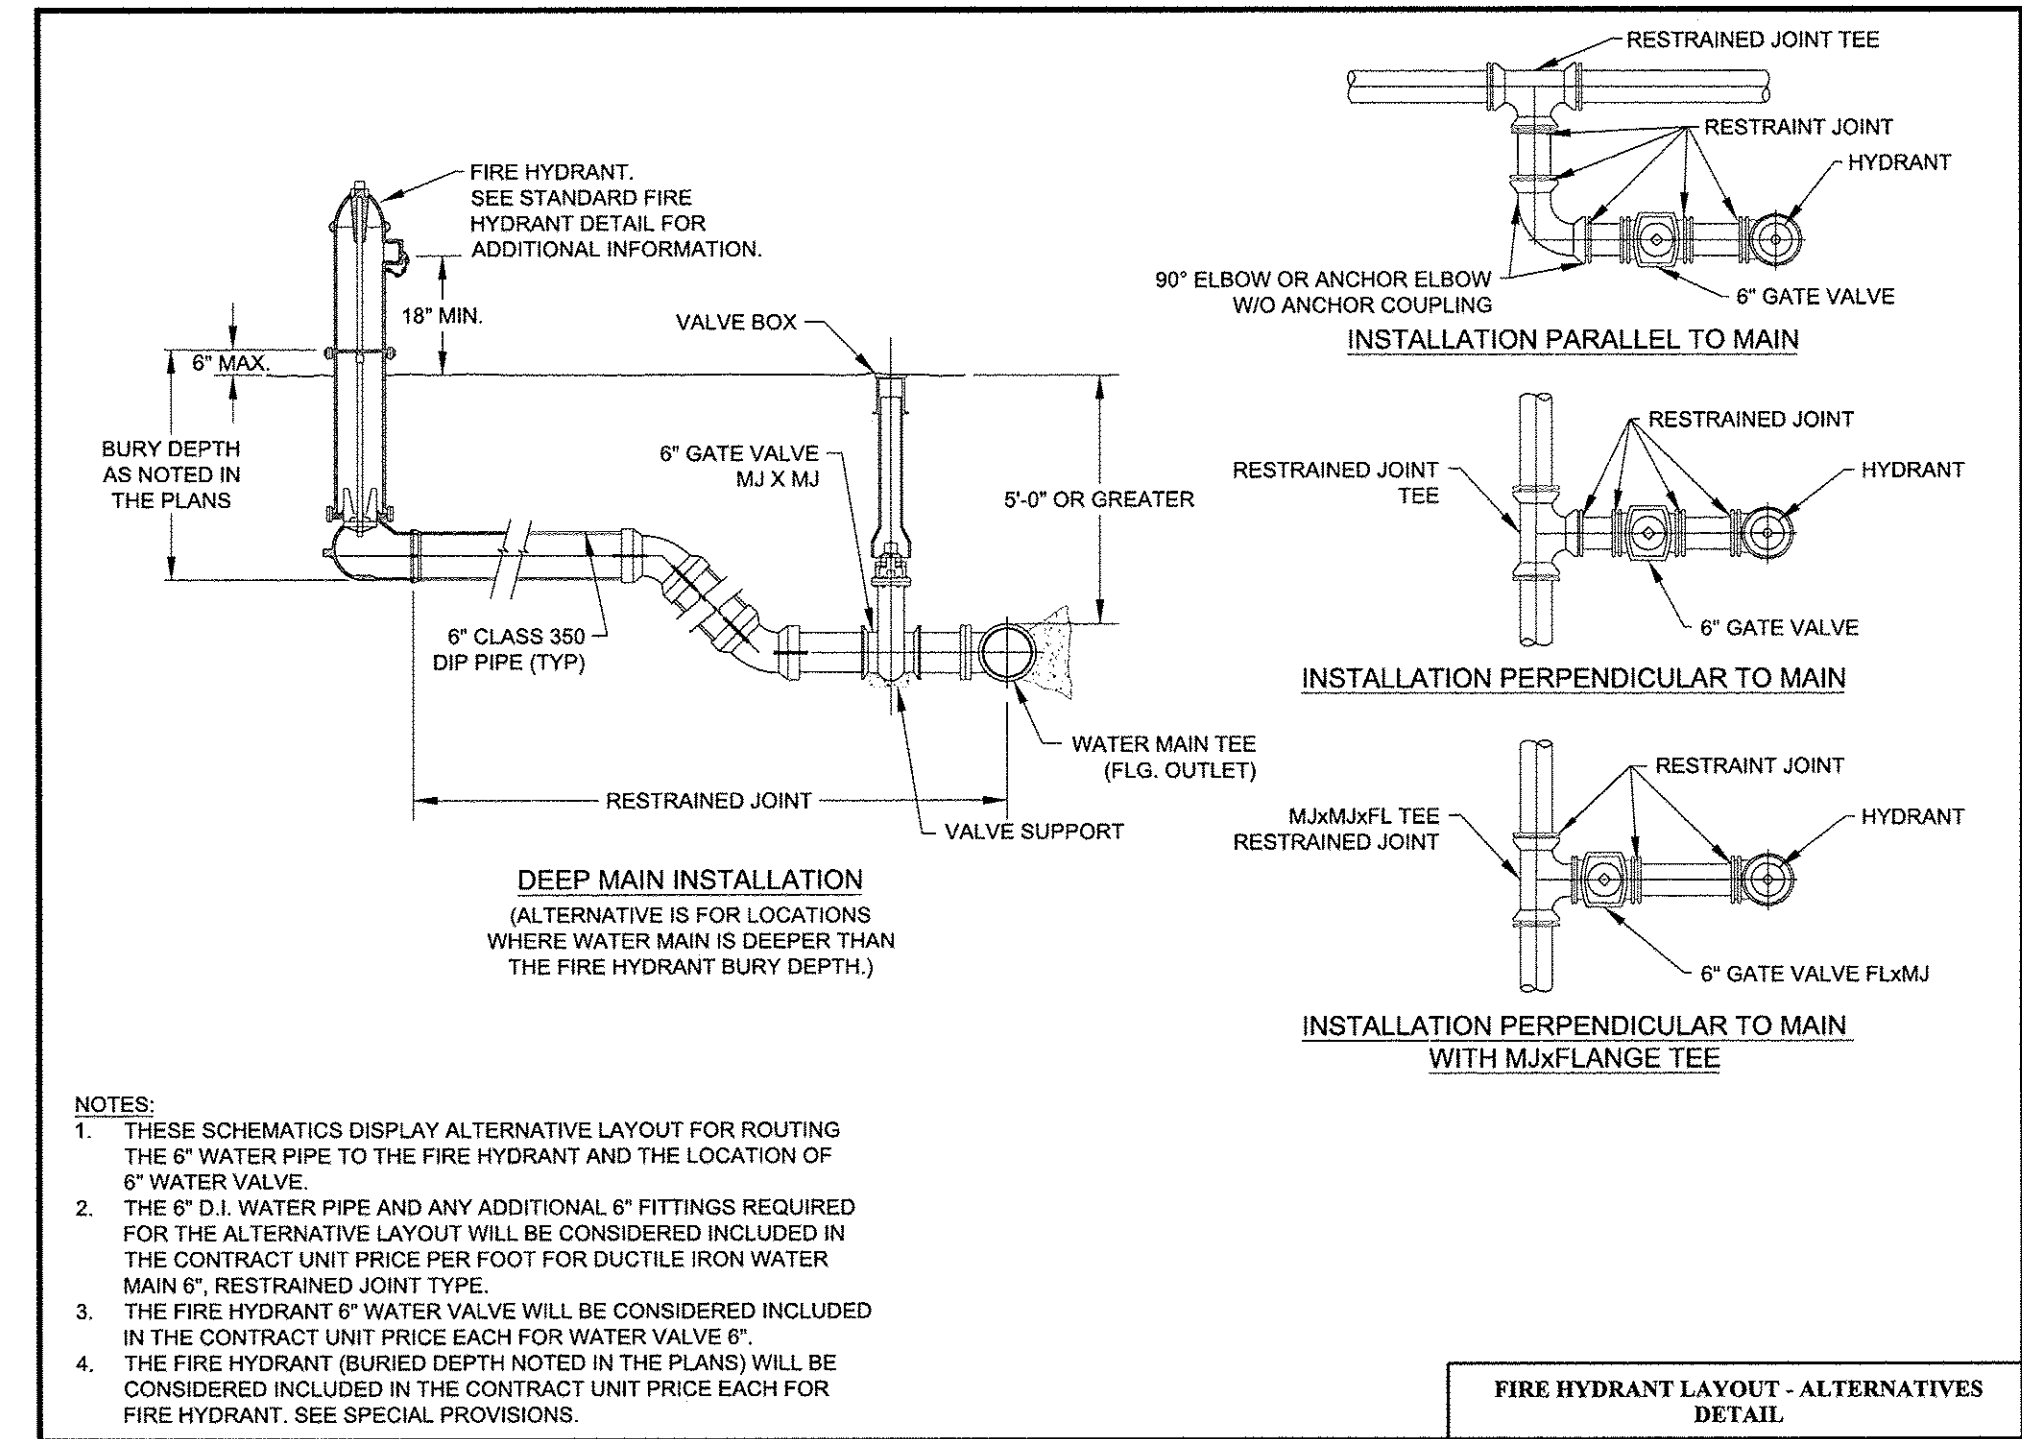 FIRE HYDRANT.
SEE STANDARD FIRE
HYDRANT DETAIL FOR
ADDITIONAL INFORMATION.
18" MIN.
6" MAX.
VALVE BOX
BURY DEPTH
AS NOTED IN
THE PLANS
6" GATE VALVE
MJ X MJ
5'-0" OR GREATER
6" CLASS 350
DIP PIPE (TYP)
WATER MAIN TEE
(FLG. OUTLET)
RESTRAINED JOINT
VALVE SUPPORT
DEEP MAIN INSTALLATION
(ALTERNATIVE IS FOR LOCATIONS
WHERE WATER MAIN IS DEEPER THAN
THE FIRE HYDRANT BURY DEPTH.)
RESTRAINED JOINT TEE
RESTRAINT JOINT
HYDRANT
90° ELBOW OR ANCHOR ELBOW
W/O ANCHOR COUPLING
6" GATE VALVE
INSTALLATION PARALLEL TO MAIN
RESTRAINED JOINT
RESTRAINED JOINT
TEE
HYDRANT
6" GATE VALVE
INSTALLATION PERPENDICULAR TO MAIN
RESTRAINT JOINT
MJxMJxFL TEE
RESTRAINED JOINT
HYDRANT
6" GATE VALVE FLxMJ
INSTALLATION PERPENDICULAR TO MAIN
WITH MJxFLANGE TEE
NOTES:
1. THESE SCHEMATICS DISPLAY ALTERNATIVE LAYOUT FOR ROUTING
THE 6" WATER PIPE TO THE FIRE HYDRANT AND THE LOCATION OF
6" WATER VALVE.
2. THE 6" D.I. WATER PIPE AND ANY ADDITIONAL 6" FITTINGS REQUIRED
FOR THE ALTERNATIVE LAYOUT WILL BE CONSIDERED INCLUDED IN
THE CONTRACT UNIT PRICE PER FOOT FOR DUCTILE IRON WATER
MAIN 6", RESTRAINED JOINT TYPE.
3. THE FIRE HYDRANT 6" WATER VALVE WILL BE CONSIDERED INCLUDED
IN THE CONTRACT UNIT PRICE EACH FOR WATER VALVE 6".
4. THE FIRE HYDRANT (BURIED DEPTH NOTED IN THE PLANS) WILL BE
CONSIDERED INCLUDED IN THE CONTRACT UNIT PRICE EACH FOR
FIRE HYDRANT. SEE SPECIAL PROVISIONS.
FIRE HYDRANT LAYOUT - ALTERNATIVES
DETAIL